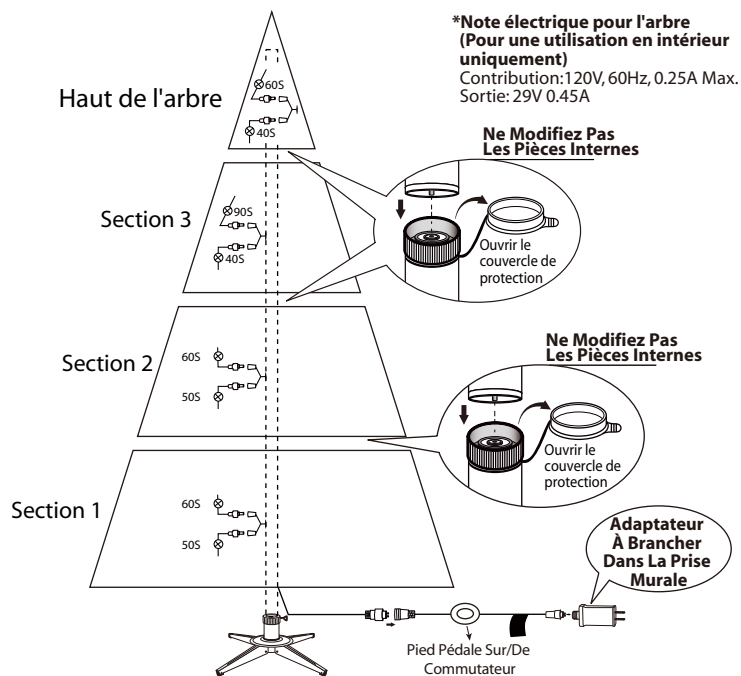 *Note électrique pour l'arbre
(Pour une utilisation en intérieur
uniquement)
Contribution:120V, 60Hz, 0.25A Max.
Sortie: 29V 0.45A
Haut de l'arbre
60S
40S
Ne Modifiez Pas
Les Pièces Internes
Ouvrir le
couvercle de
protection
Section 3
90S
40S
Section 2
60S
50S
Ne Modifiez Pas
Les Pièces Internes
Ouvrir le
couvercle de
protection
Section 1
60S
50S
Adaptateur
À Brancher
Dans La Prise
Murale
Pied Pédale Sur/De
Commutateur